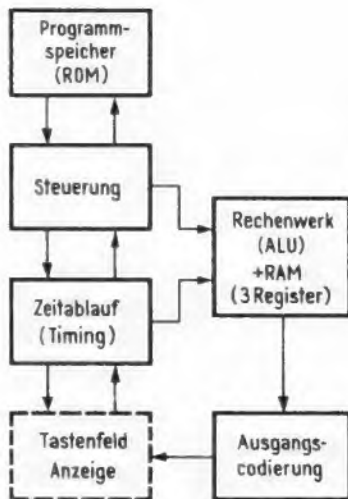 Programm-
speicher
(ROM)
Steuerung
Rechenwerk
(ALU)
+RAM
(3 Register)
Zeitablauf
(Timing)
Tastenfeld
Anzeige
Ausgangs-
codierung